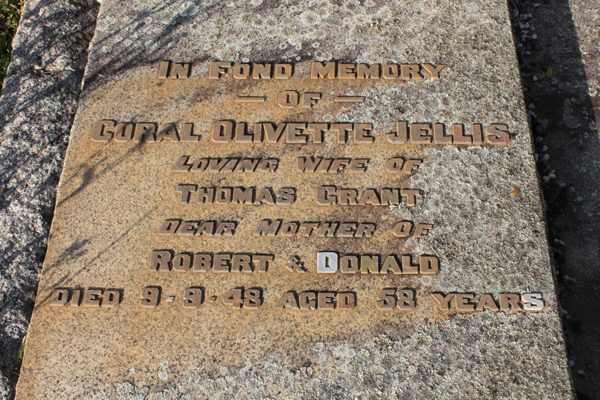 In Fond Memory
— of —
Coral Olivette Jellis
Loving Wife of
Thomas Grant
Dear Mother of
Robert & Donald
Died 9-9-48 Aged 58 Years